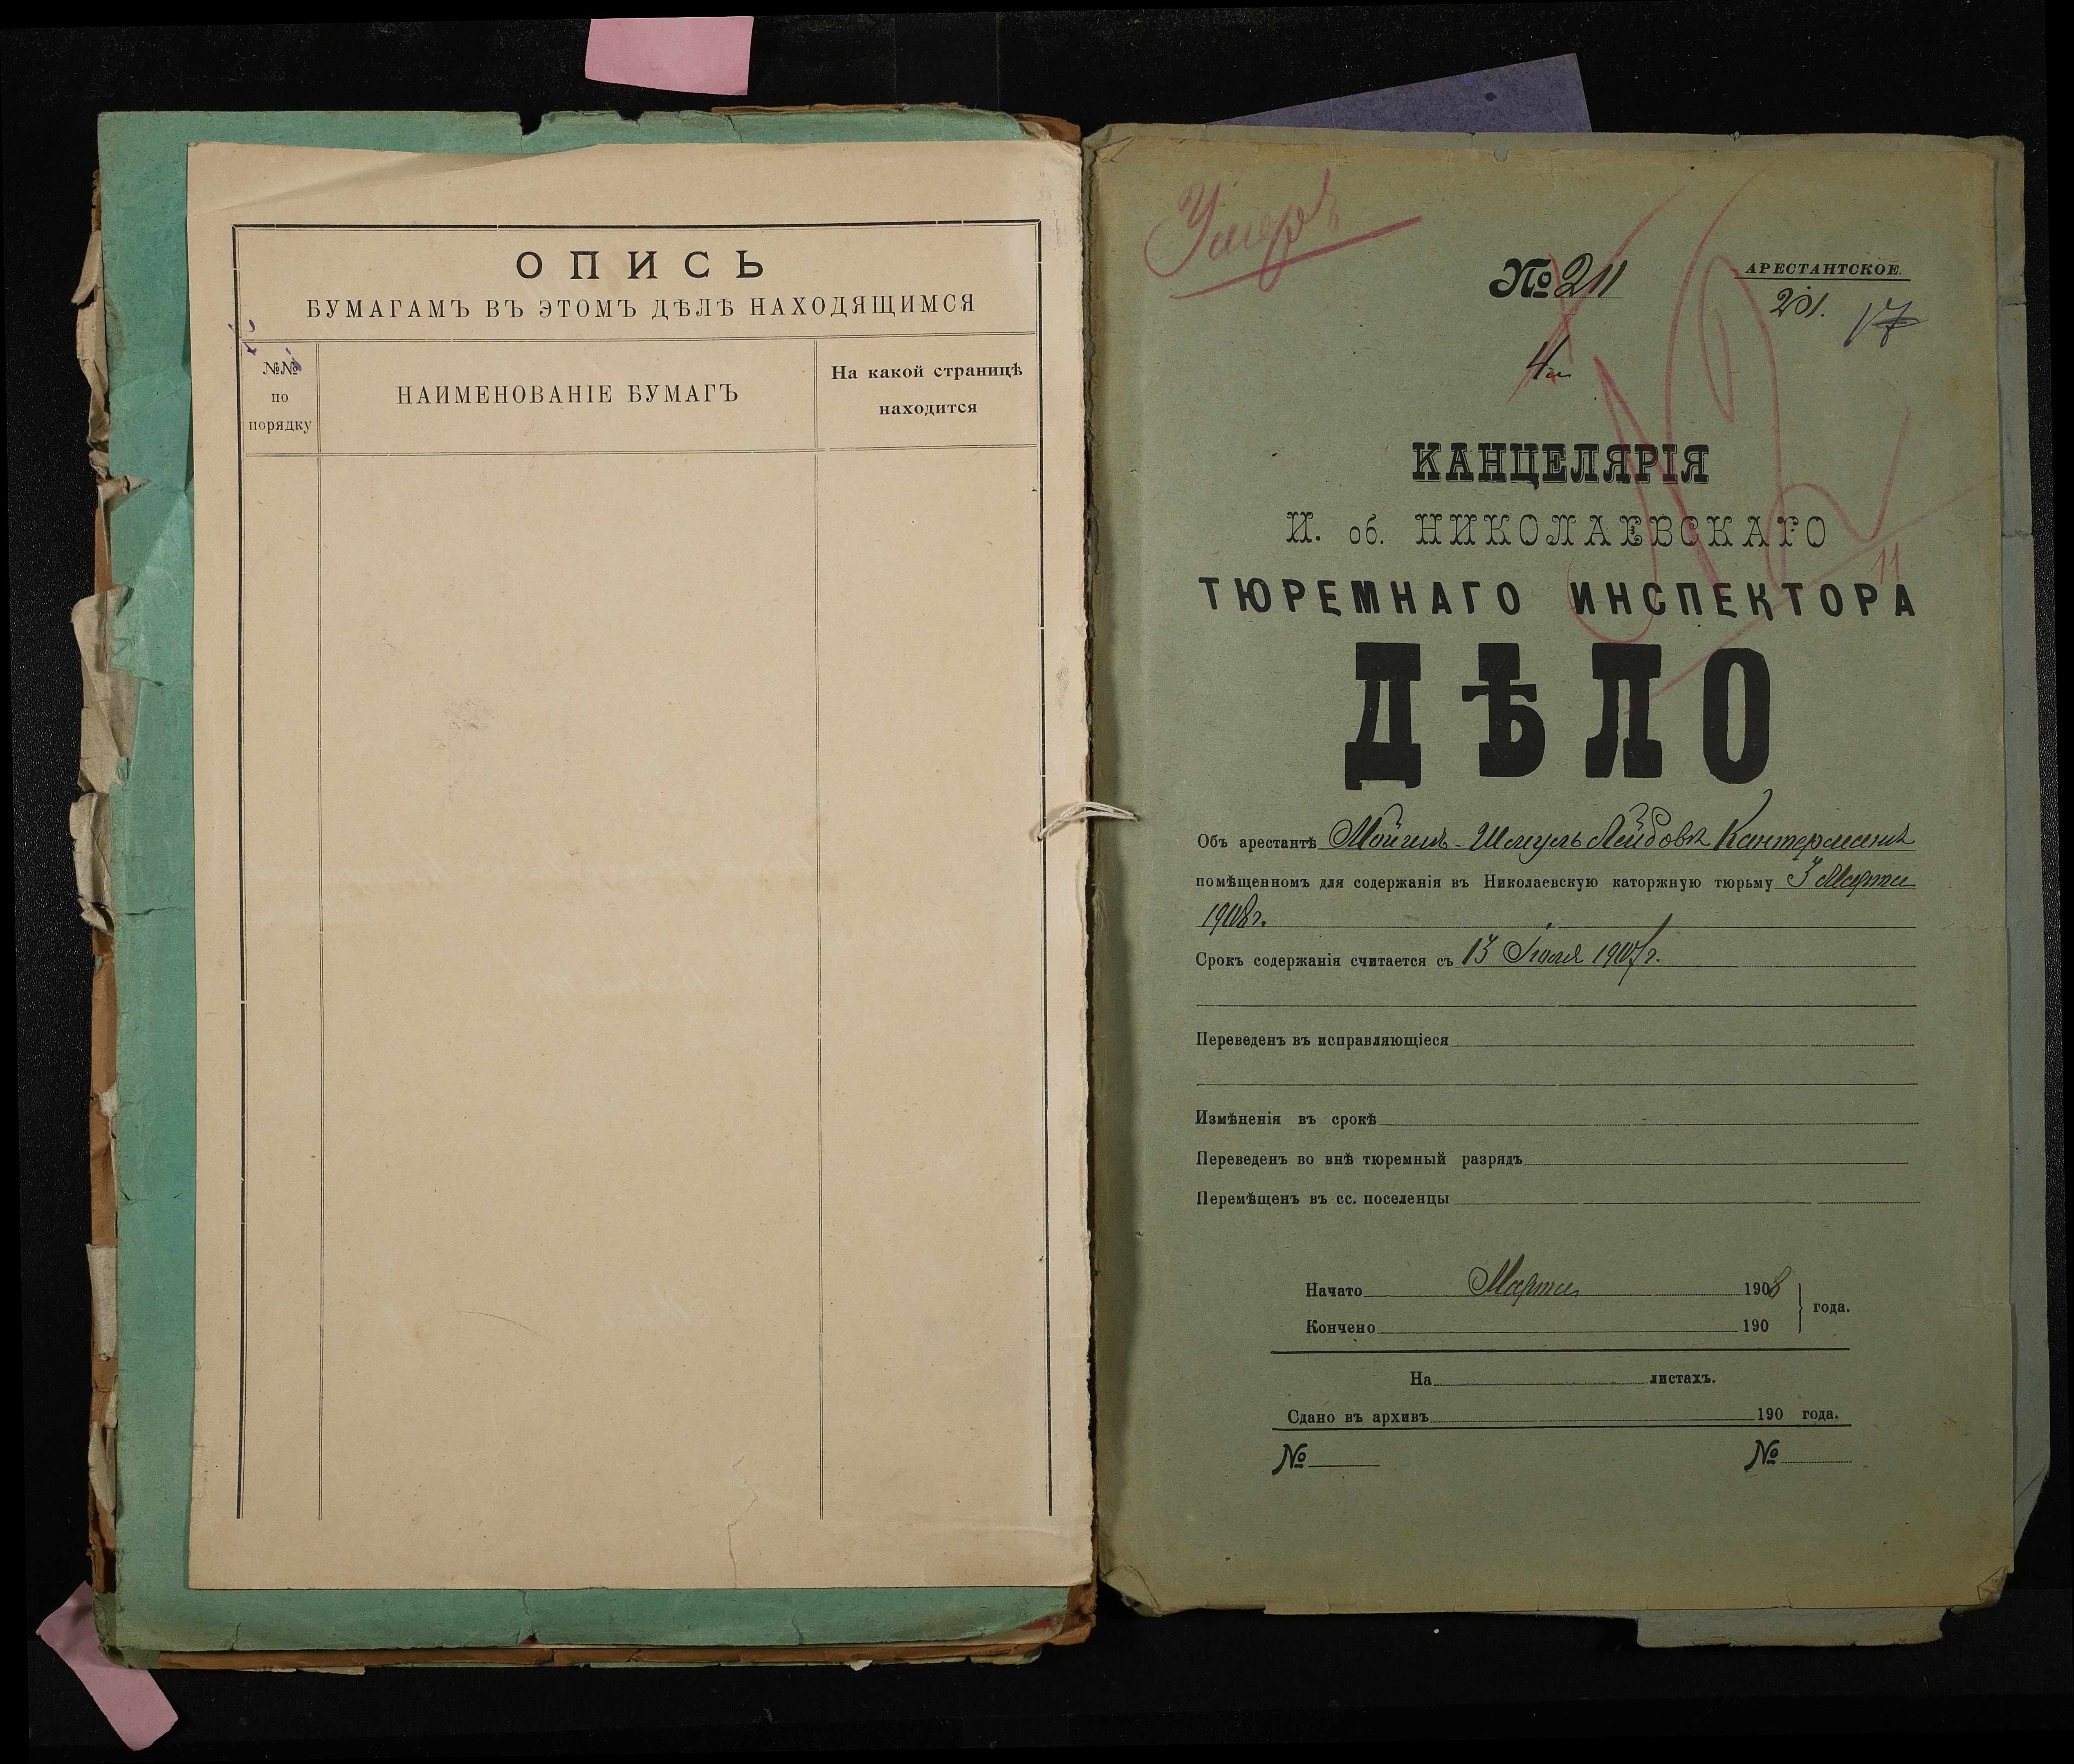 ОПИСЬ
БУМАГАМЪ ВЪ ЭТОМЪ ДѢЛѢ НАХОДЯЩИМСЯ
№№ по порядку
НАИМЕНОВАНІЕ БУМАГЪ
На какой страницѣ находится
Умеръ
№ 211
АРЕСТАНТСКОЕ.
201.
17
КАНЦЕЛЯРІЯ
И. об. НИКОЛАЕВСКАГО
11
ТЮРЕМНАГО ИНСПЕКТОРА
ДѢЛО
Объ арестантѣ Шмуль Лейбовъ Кантерманъ
помѣщенномъ для содержанія въ Николаевскую каторжную тюрьму 3 Марта
1908 г.
Срокъ содержанія считается съ 13 Іюля 1907 г.
Переведенъ въ исправляющіеся
Измѣненія въ срокѣ
Переведенъ во внѣ тюремный разрядъ
Перемѣщенъ въ сс. поселенцы
Начато Марта 1908
года.
Кончено 190
На листахъ.
Сдано въ архивъ 190 года.
№ №